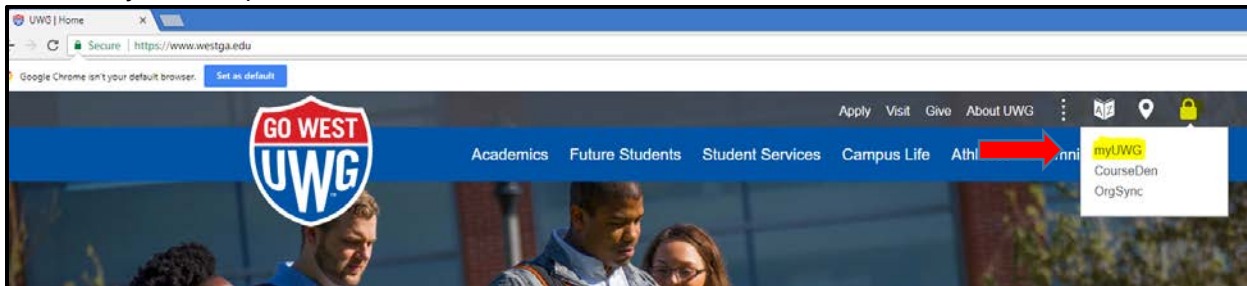 UWG | Home
Secure | https://www.westga.edu
Google Chrome isn't your default browser. Set as default
Apply Visit Give About UWG
A Z
GO WEST
UWG
Academics Future Students Student Services Campus Life
myUWG
CourseDen
OrgSync